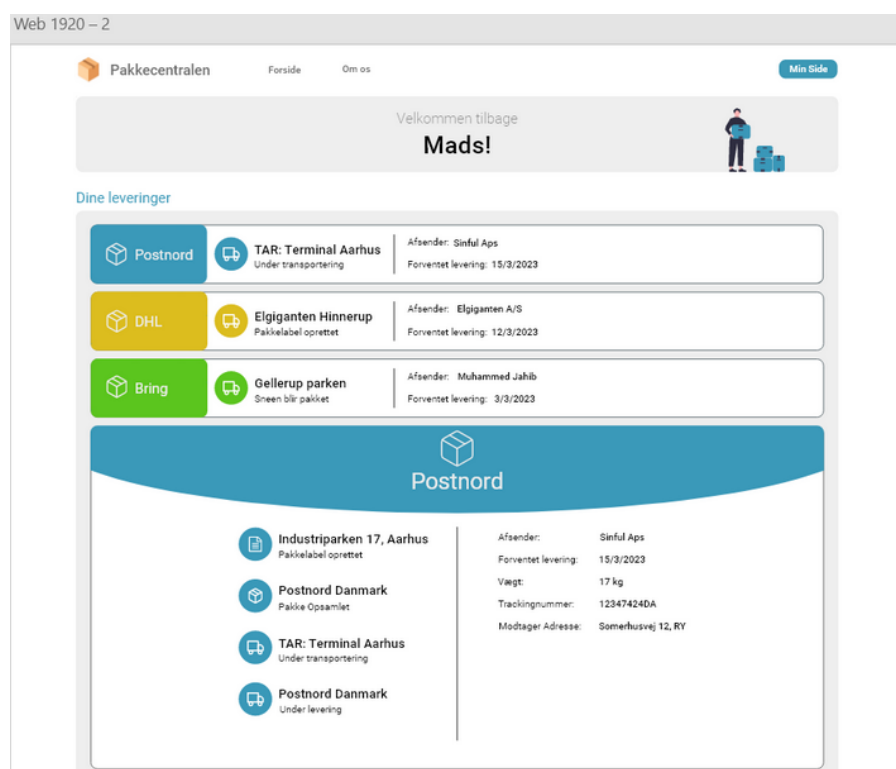 Web 1920 – 2
Pakkecentralen Forside Om os Min Side
Velkommen tilbage
Mads!
Dine leveringer
Postnord
TAR: Terminal Aarhus
Under transportering
Afsender: Sinful Aps
Forventet levering: 15/3/2023
DHL
Elgiganten Hinnerup
Pakkelabel oprettet
Afsender: Elgiganten A/S
Forventet levering: 12/3/2023
Bring
Gellerup parken
Sneen blir pakket
Afsender: Muhammed Jahib
Forventet levering: 3/3/2023
Postnord
Industriparken 17, Aarhus
Pakkelabel oprettet
Postnord Danmark
Pakke Opsamlet
TAR: Terminal Aarhus
Under transportering
Postnord Danmark
Under levering
Afsender: Sinful Aps
Forventet levering: 15/3/2023
Vægt: 17 kg
Trackingnummer: 12347424DA
Modtager Adresse: Somerhusvej 12, RY